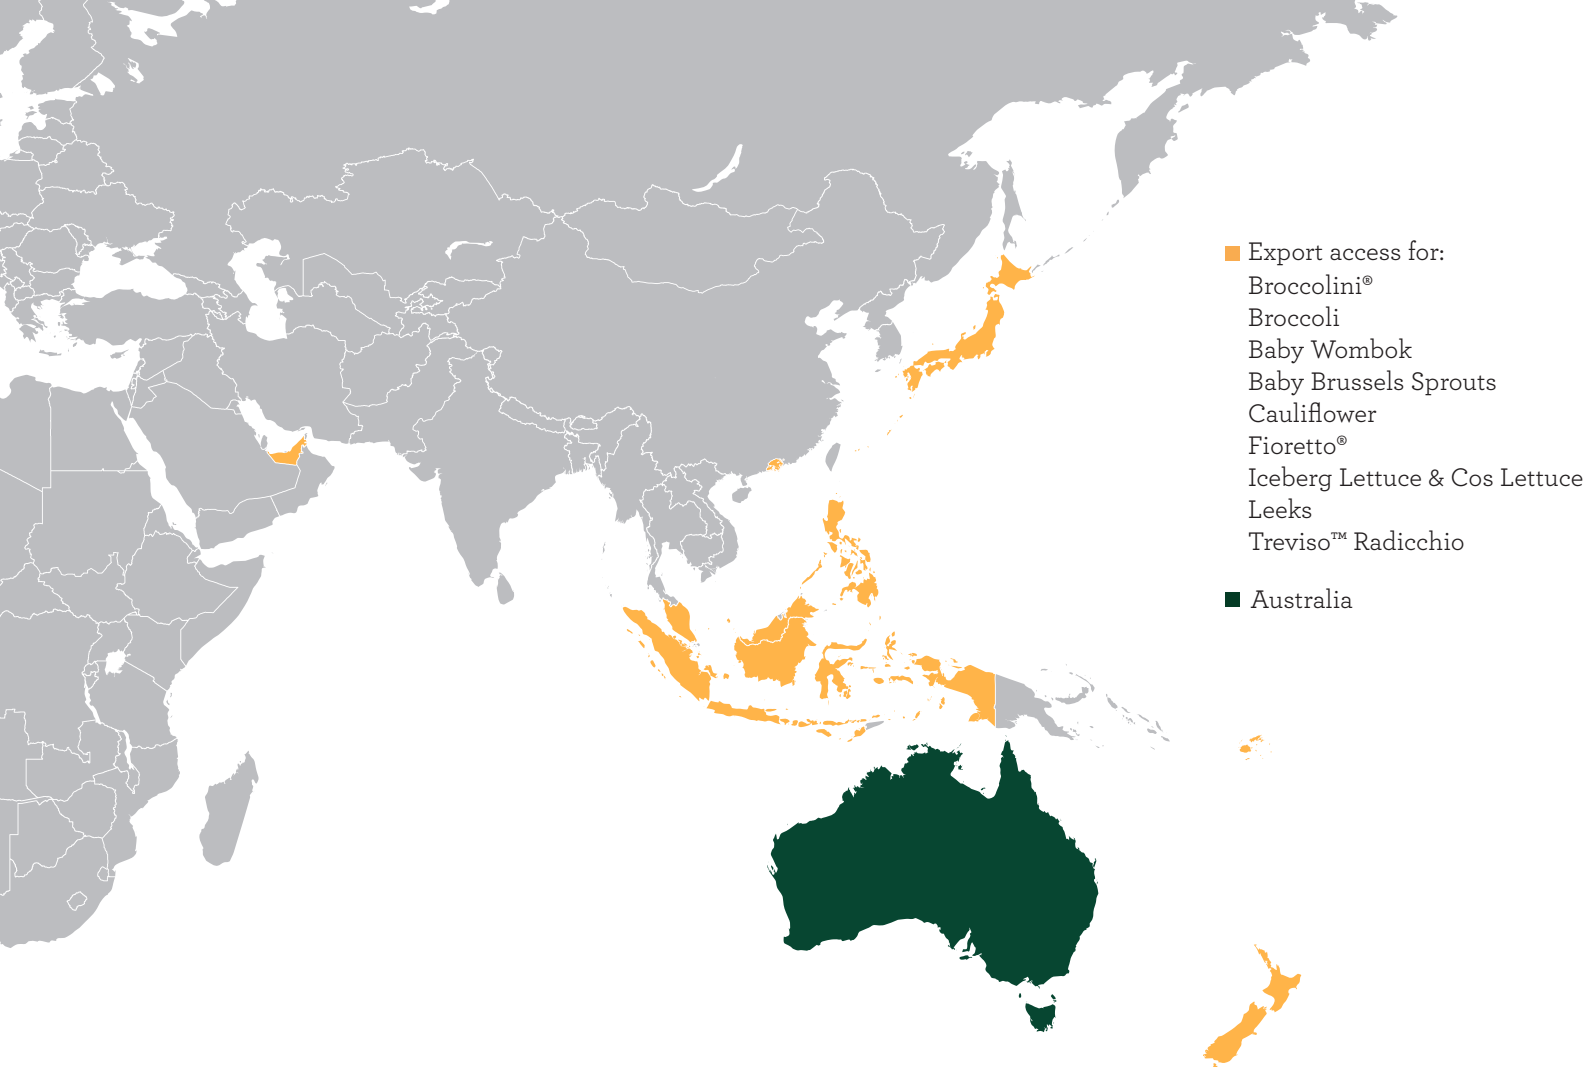 Export access for:
Broccolini®
Broccoli
Baby Wombok
Baby Brussels Sprouts
Cauliflower
Fioretto®
Iceberg Lettuce & Cos Lettuce
Leeks
Treviso™ Radicchio
Australia